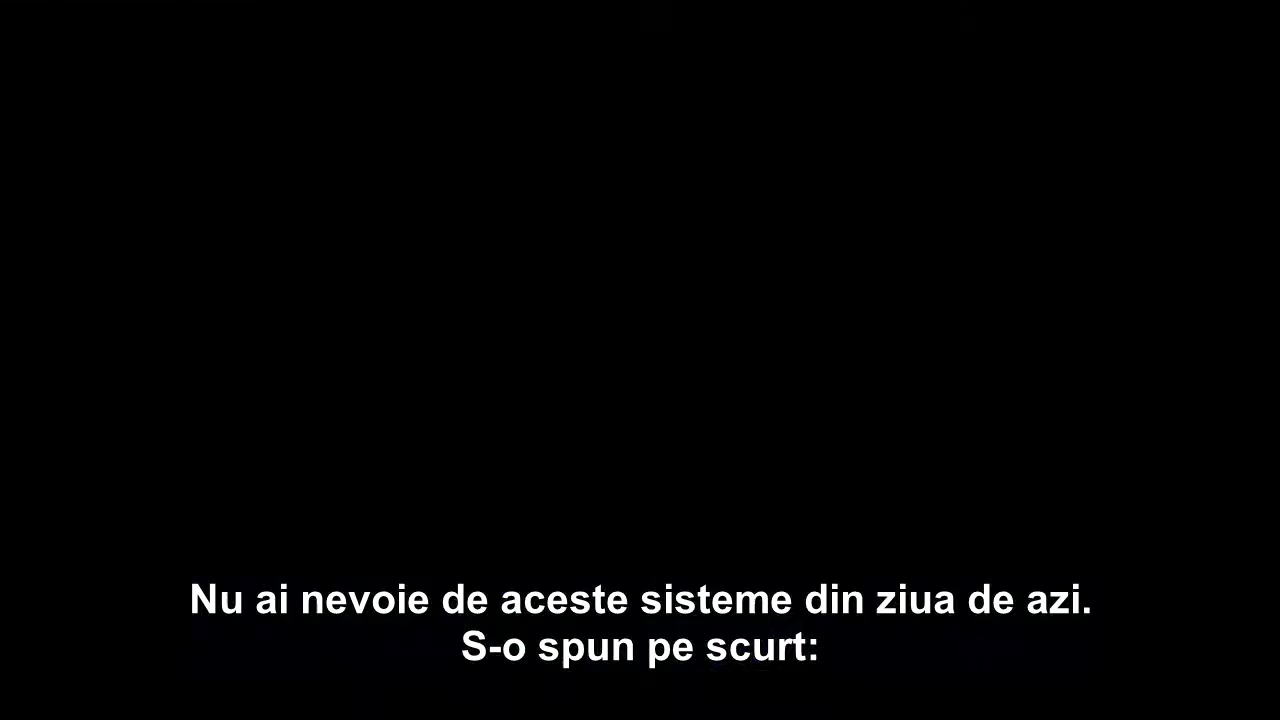 Nu ai nevoie de aceste sisteme din ziua de azi.
S-o spun pe scurt: